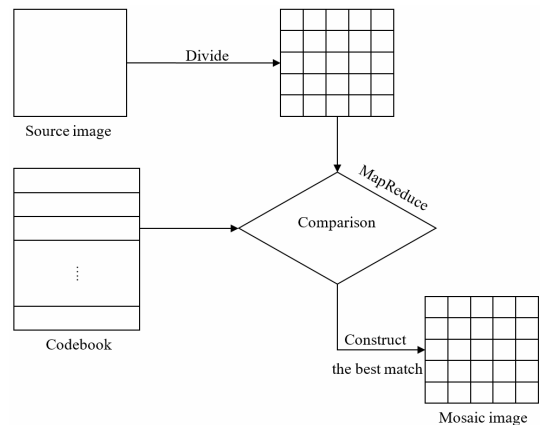 Divide
Source image
MapReduce
Comparison
Codebook
Construct
the best match
Mosaic image